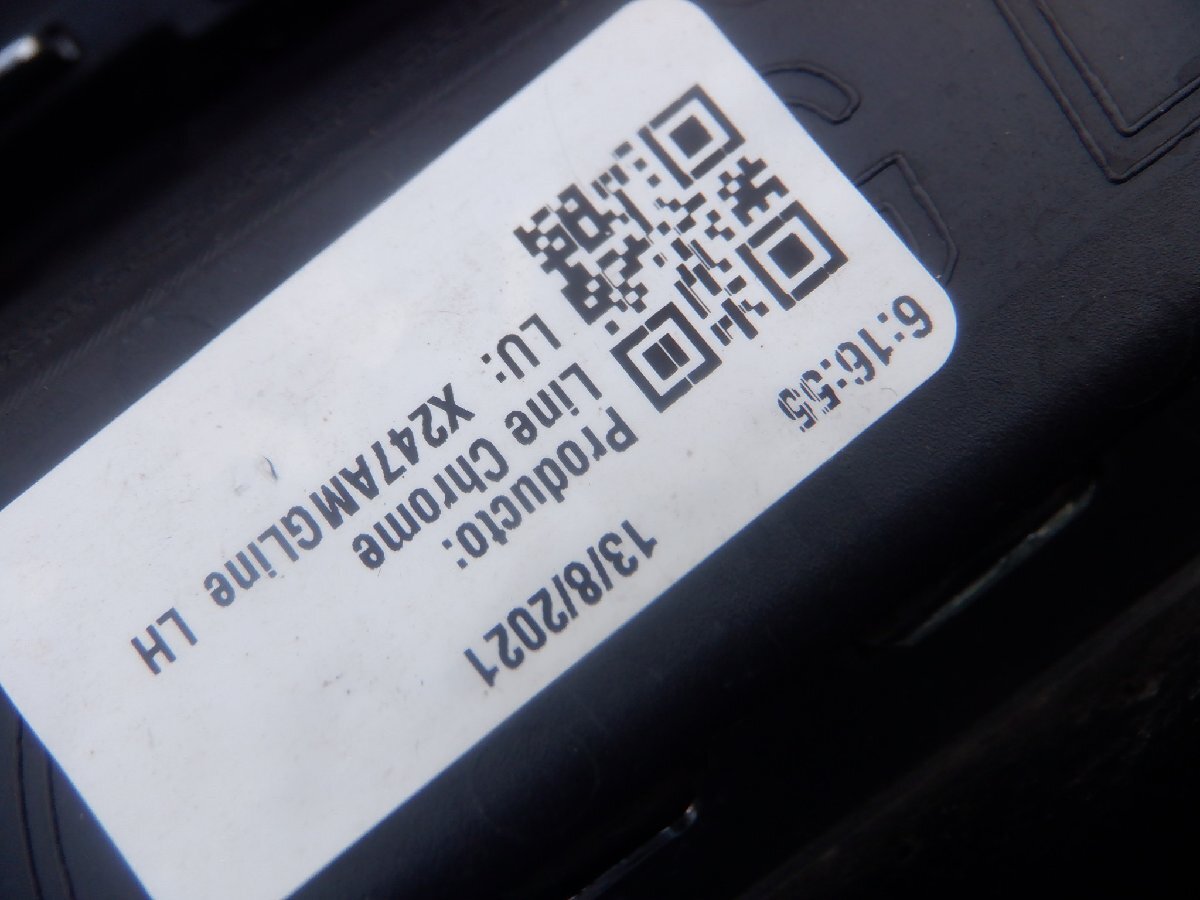 6:16:55 13/8/2021
Producto:
Line Chrome
LU: X247AMGLine LH